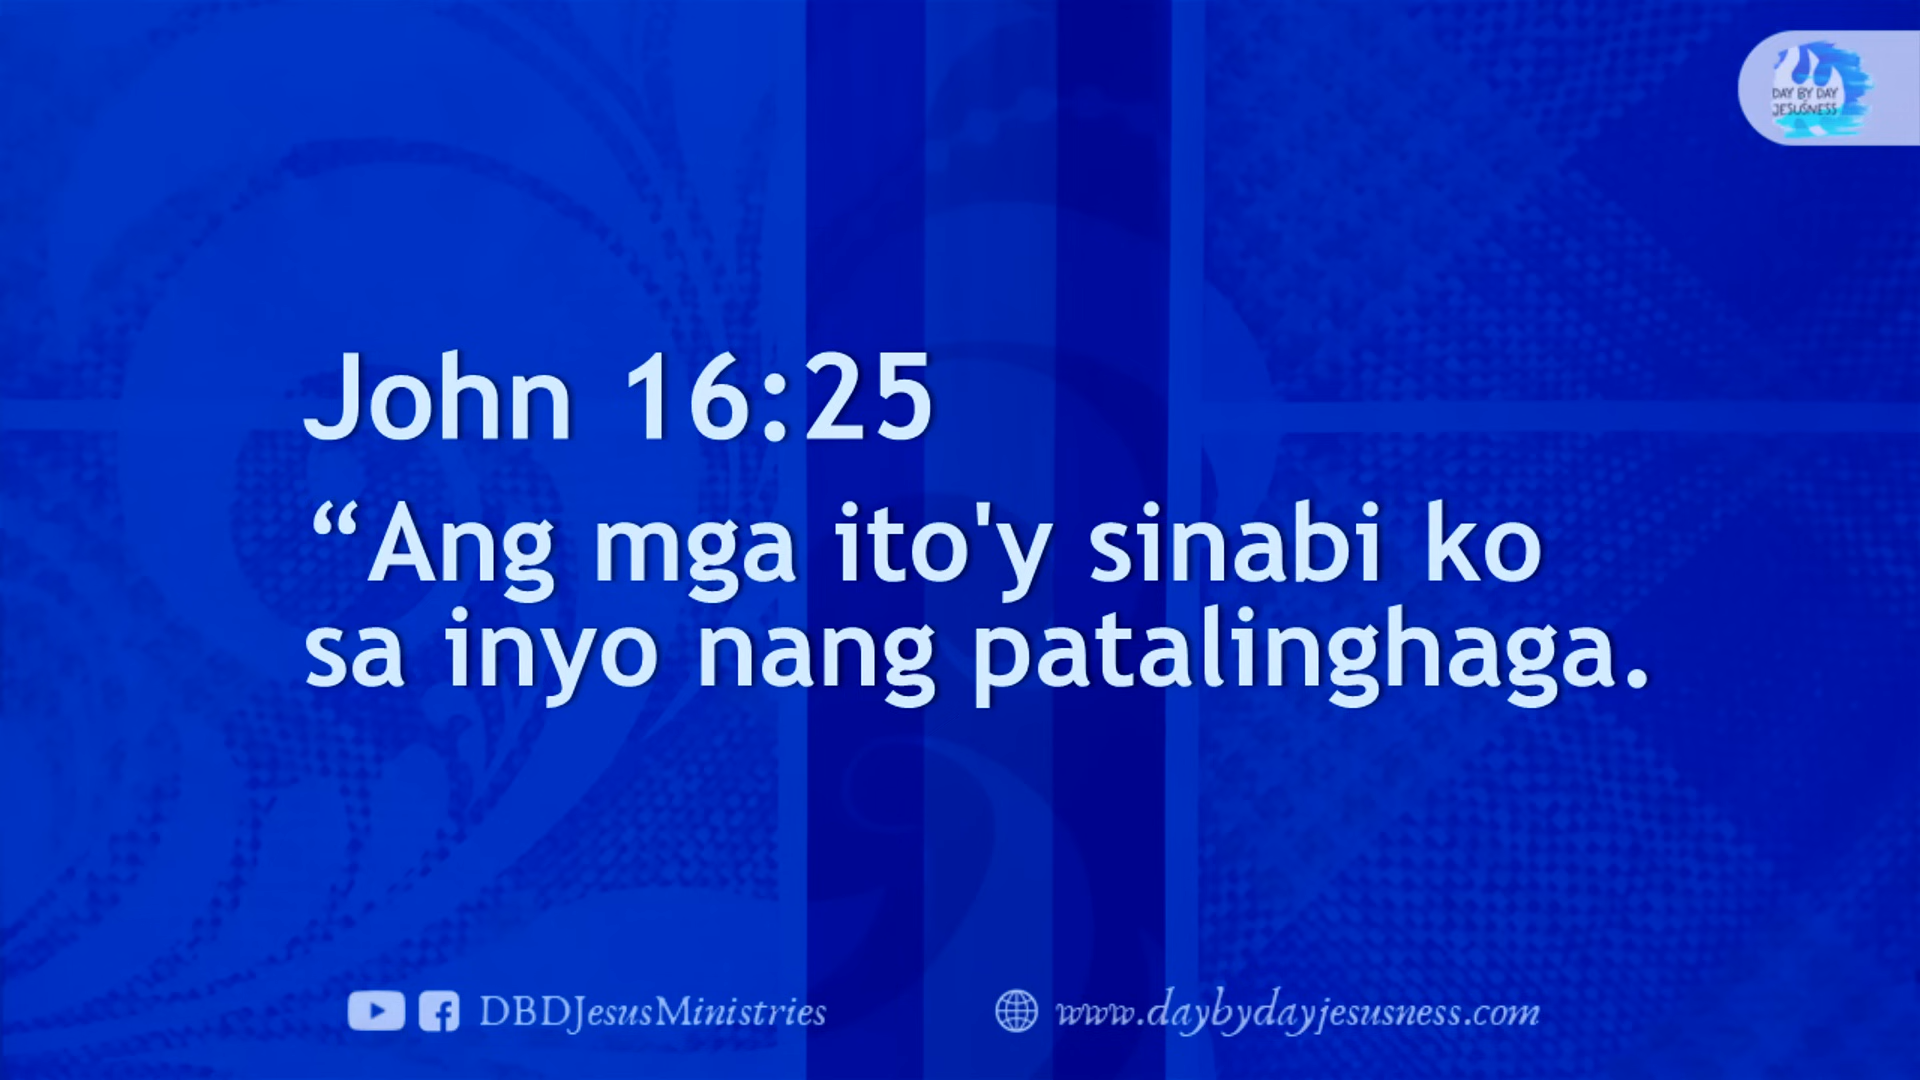 DAY BY DAY
JESUSNESS
John 16:25
“Ang mga ito'y sinabi ko
sa inyo nang patalinghaga.
DBDJesusMinistries
www.daybydayjesusness.com